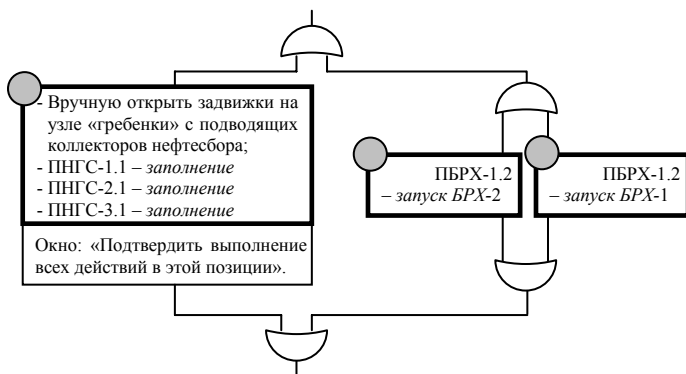 - Вручную открыть задвижки на
узле «гребенки» с подводящих
коллекторов нефтесбора;
- ПНГС-1.1 – заполнение
- ПНГС-2.1 – заполнение
- ПНГС-3.1 – заполнение
Окно: «Подтвердить выполнение
всех действий в этой позиции».
ПБРХ-1.2
– запуск БРХ-2
ПБРХ-1.2
– запуск БРХ-1